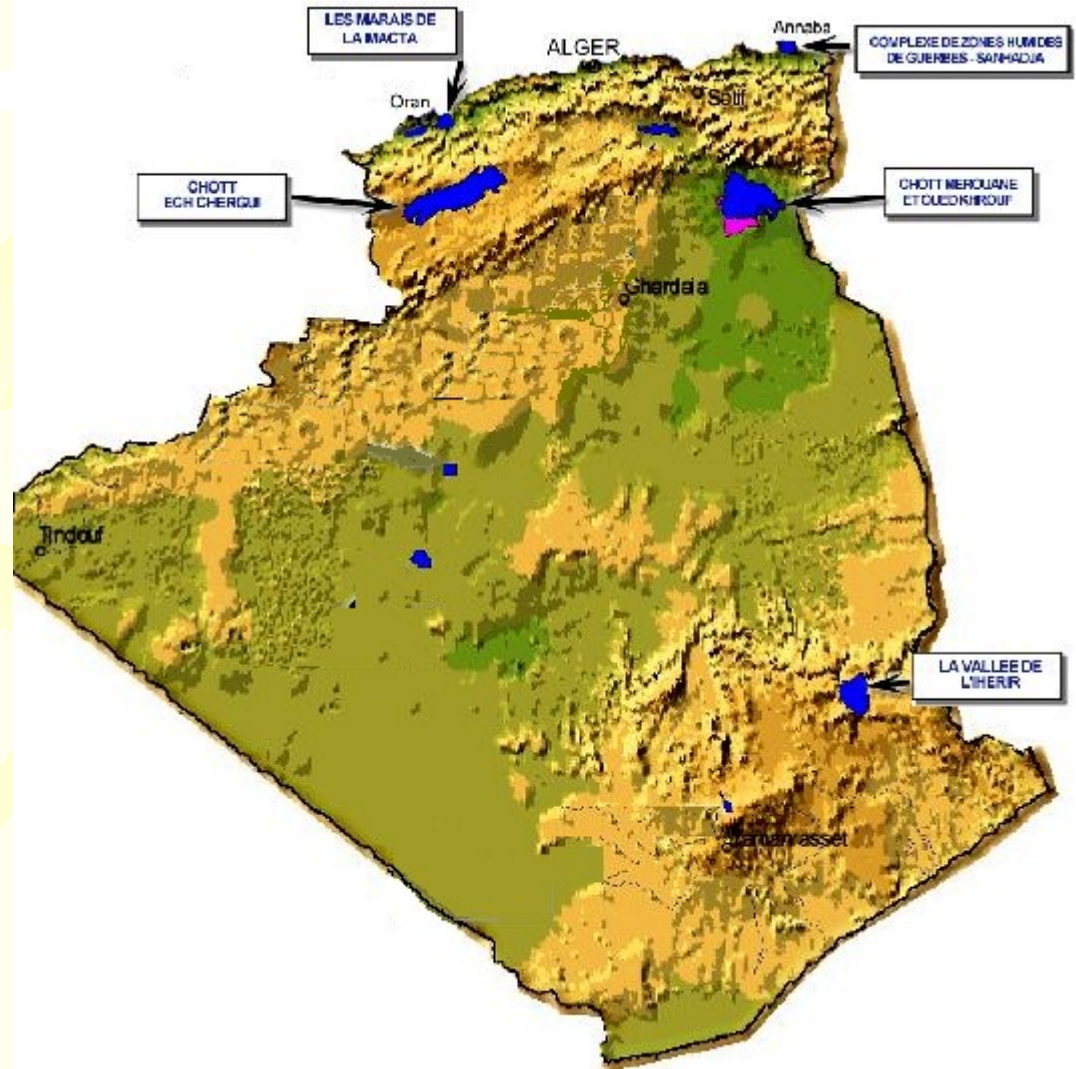 LES MARAIS DE
LA MACTA
Annaba
COMPLEXE DE ZONES HUMIDES
DE GUERBES - SANHADJA
ALGER
Oran
Setif
CHOTT
ECH CHERGUI
CHOTT MEROUANE
ET OUED KHROUF
Ghardaia
Tindouf
LA VALLEE DE
L'IHERIR
Tamanrasset